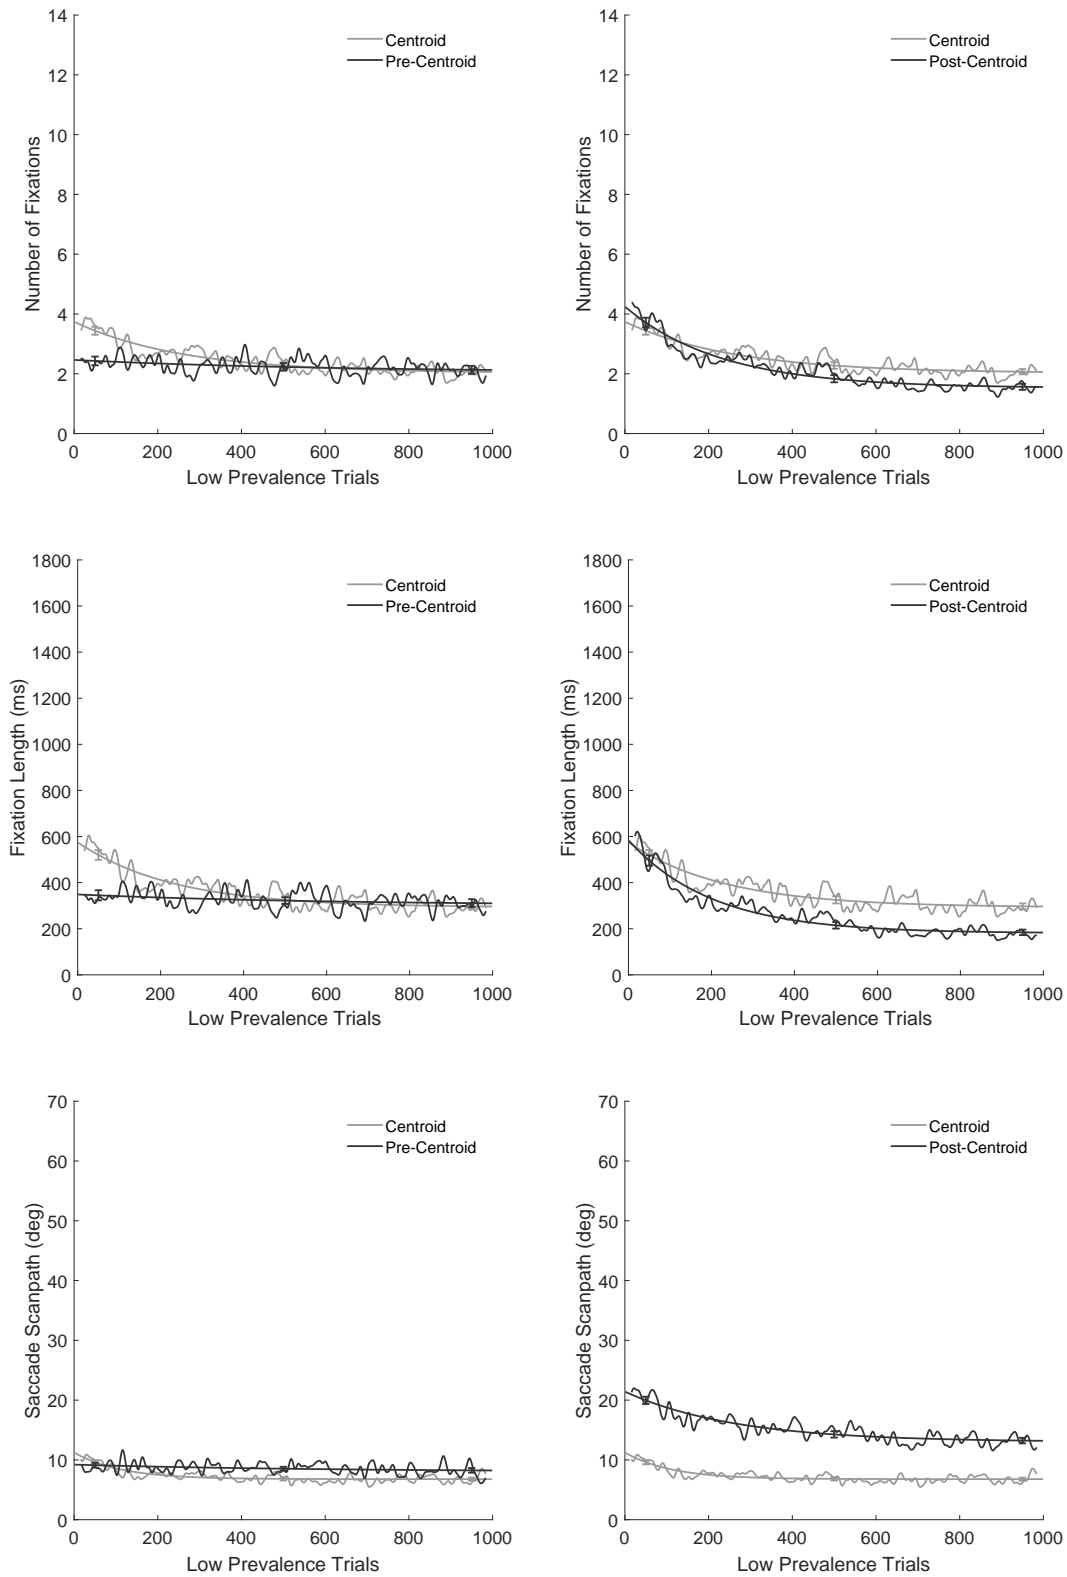 14
12
10
8
6
4
2
0
Number of Fixations
0 200 400 600 800 1000
Low Prevalence Trials
Centroid
Pre-Centroid
14
12
10
8
6
4
2
0
Number of Fixations
0 200 400 600 800 1000
Low Prevalence Trials
Centroid
Post-Centroid
1800
1600
1400
1200
1000
800
600
400
200
0
Fixation Length (ms)
0 200 400 600 800 1000
Low Prevalence Trials
Centroid
Pre-Centroid
1800
1600
1400
1200
1000
800
600
400
200
0
Fixation Length (ms)
0 200 400 600 800 1000
Low Prevalence Trials
Centroid
Post-Centroid
70
60
50
40
30
20
10
0
Saccade Scanpath (deg)
0 200 400 600 800 1000
Low Prevalence Trials
Centroid
Pre-Centroid
70
60
50
40
30
20
10
0
Saccade Scanpath (deg)
0 200 400 600 800 1000
Low Prevalence Trials
Centroid
Post-Centroid